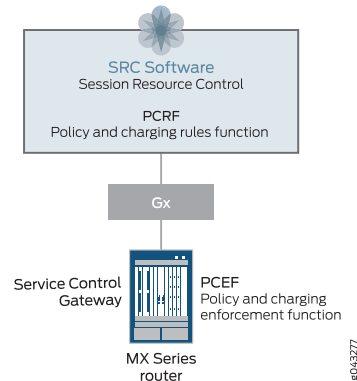 SRC Software
Session Resource Control
PCRF
Policy and charging rules function
Gx
Service Control
Gateway
PCEF
Policy and charging
enforcement function
MX Series
router
g043277